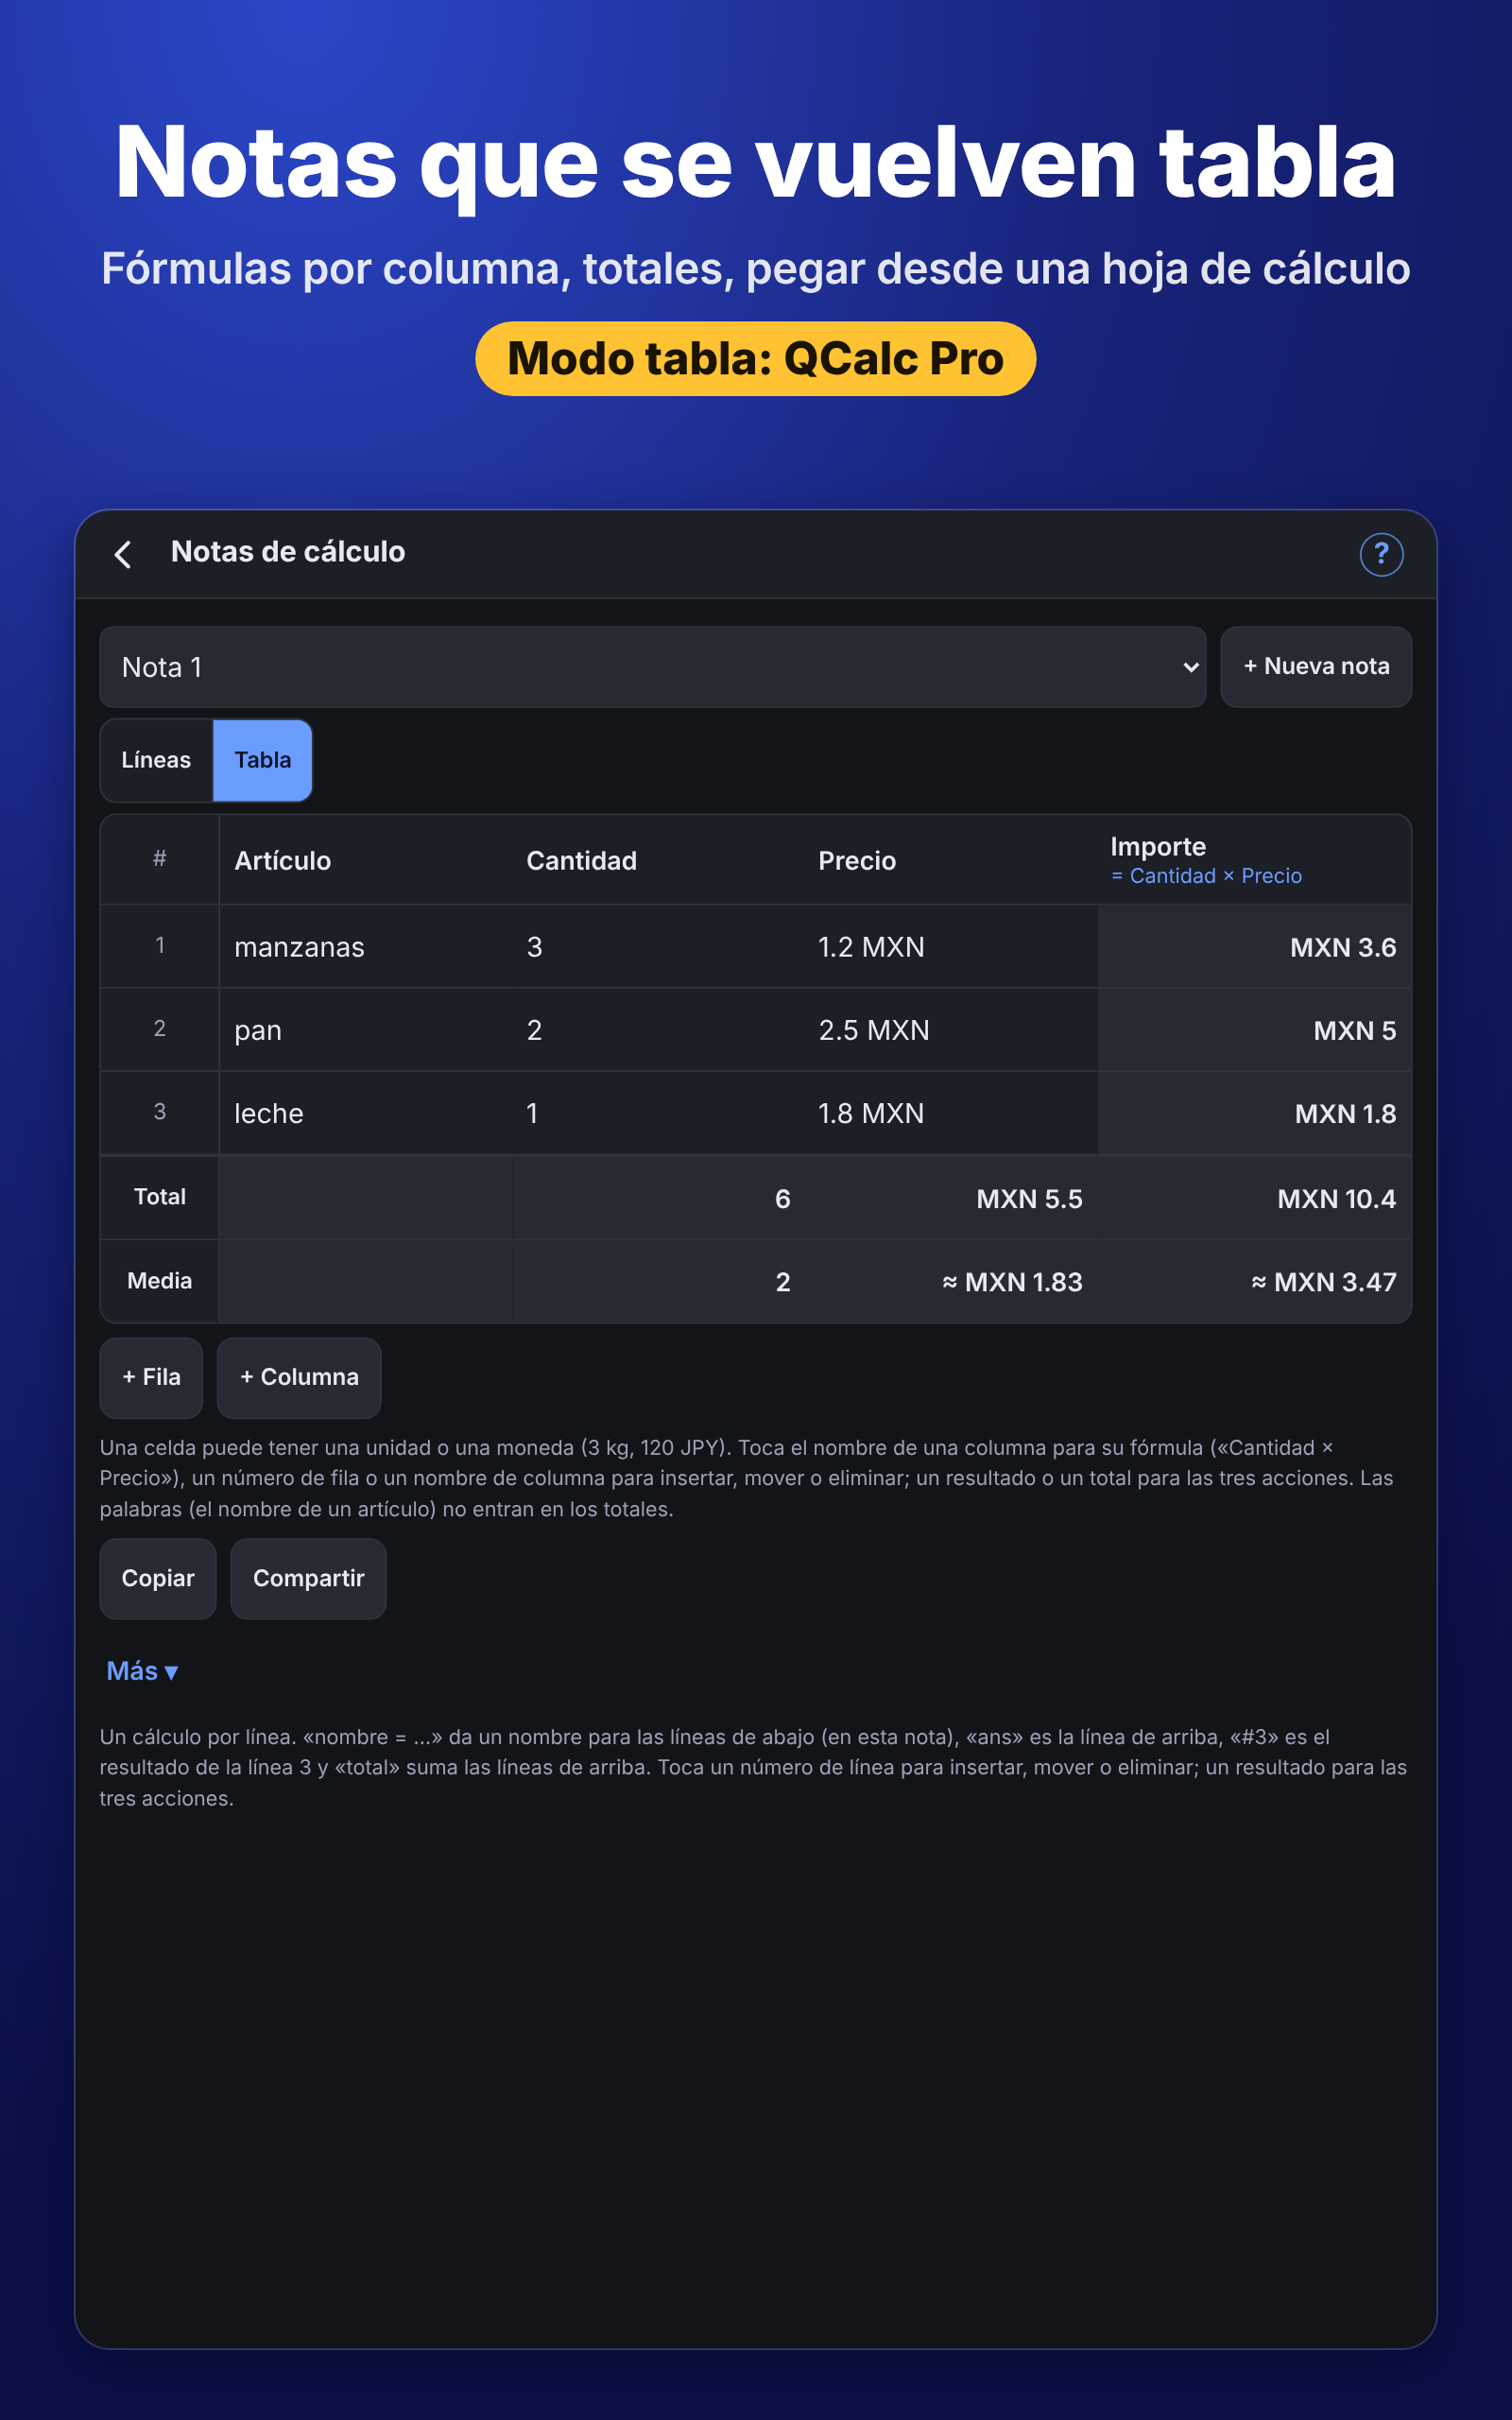 Notas que se vuelven tabla
Fórmulas por columna, totales, pegar desde una hoja de cálculo
Modo tabla: QCalc Pro
Notas de cálculo
?
Nota 1
+ Nueva nota
Líneas Tabla
# Artículo Cantidad Precio Importe
= Cantidad × Precio
1 manzanas 3 1.2 MXN MXN 3.6
2 pan 2 2.5 MXN MXN 5
3 leche 1 1.8 MXN MXN 1.8
Total 6 MXN 5.5 MXN 10.4
Media 2 ≈ MXN 1.83 ≈ MXN 3.47
+ Fila + Columna
Una celda puede tener una unidad o una moneda (3 kg, 120 JPY). Toca el nombre de una columna para su fórmula («Cantidad ×
Precio»), un número de fila o un nombre de columna para insertar, mover o eliminar; un resultado o un total para las tres acciones. Las
palabras (el nombre de un artículo) no entran en los totales.
Copiar Compartir
Más ▾
Un cálculo por línea. «nombre = …» da un nombre para las líneas de abajo (en esta nota), «ans» es la línea de arriba, «#3» es el
resultado de la línea 3 y «total» suma las líneas de arriba. Toca un número de línea para insertar, mover o eliminar; un resultado para las
tres acciones.